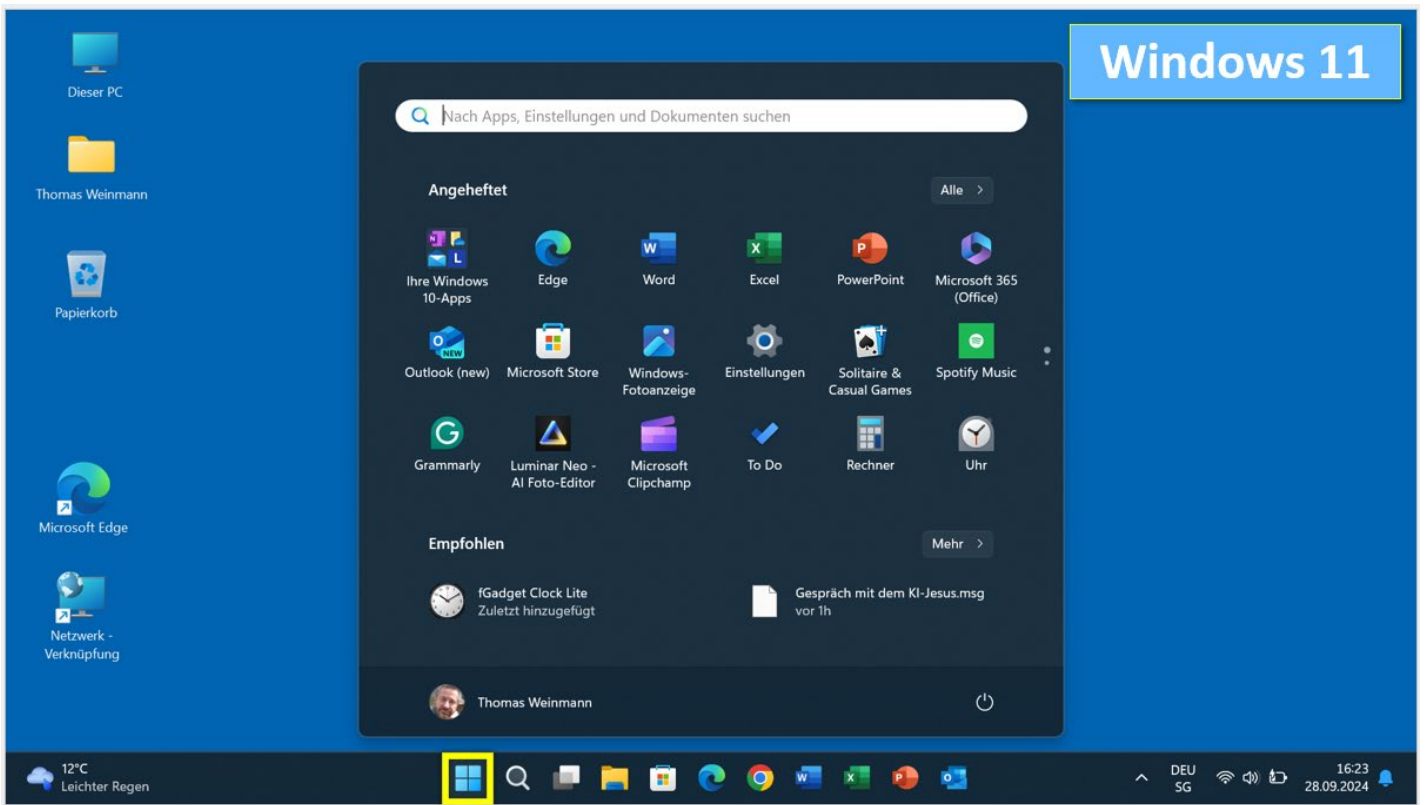 Windows 11
Dieser PC
Thomas Weinmann
Papierkorb
Microsoft Edge
Netzwerk -
Verknüpfung
Nach Apps, Einstellungen und Dokumenten suchen
Angeheftet
Alle >
Ihre Windows
10-Apps
Edge
Word
Excel
PowerPoint
Microsoft 365
(Office)
Outlook (new)
Microsoft Store
Windows-
Fotoanzeige
Einstellungen
Solitaire &
Casual Games
Spotify Music
Grammarly
Luminar Neo -
AI Foto-Editor
Microsoft
Clipchamp
To Do
Rechner
Uhr
Empfohlen
Mehr >
fGadget Clock Lite
Zuletzt hinzugefügt
Gespräch mit dem KI-Jesus.msg
vor 1h
Thomas Weinmann
12°C
Leichter Regen
DEU
SG
16:23
28.09.2024